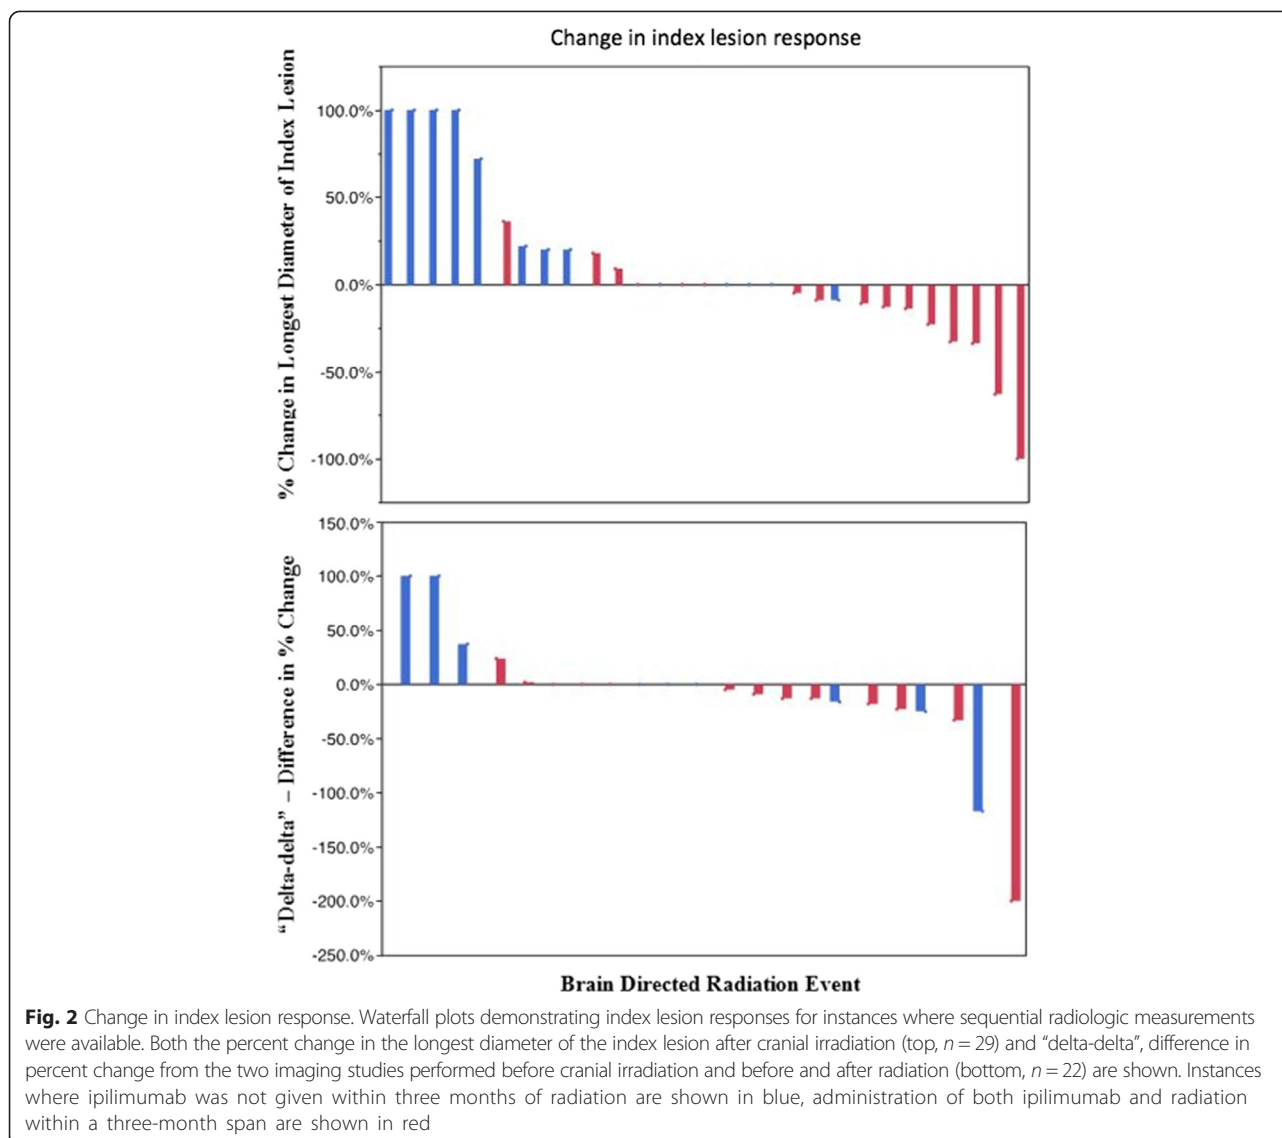 Change in index lesion response
% Change in Longest Diameter of Index Lesion
100.0%
50.0%
0.0%
-50.0%
-100.0%
"Delta-delta" – Difference in % Change
150.0%
100.0%
50.0%
0.0%
-50.0%
-100.0%
-150.0%
-200.0%
-250.0%
Brain Directed Radiation Event
Fig. 2 Change in index lesion response. Waterfall plots demonstrating index lesion responses for instances where sequential radiologic measurements
were available. Both the percent change in the longest diameter of the index lesion after cranial irradiation (top, n = 29) and “delta-delta”, difference in
percent change from the two imaging studies performed before cranial irradiation and before and after radiation (bottom, n = 22) are shown. Instances
where ipilimumab was not given within three months of radiation are shown in blue, administration of both ipilimumab and radiation
within a three-month span are shown in red